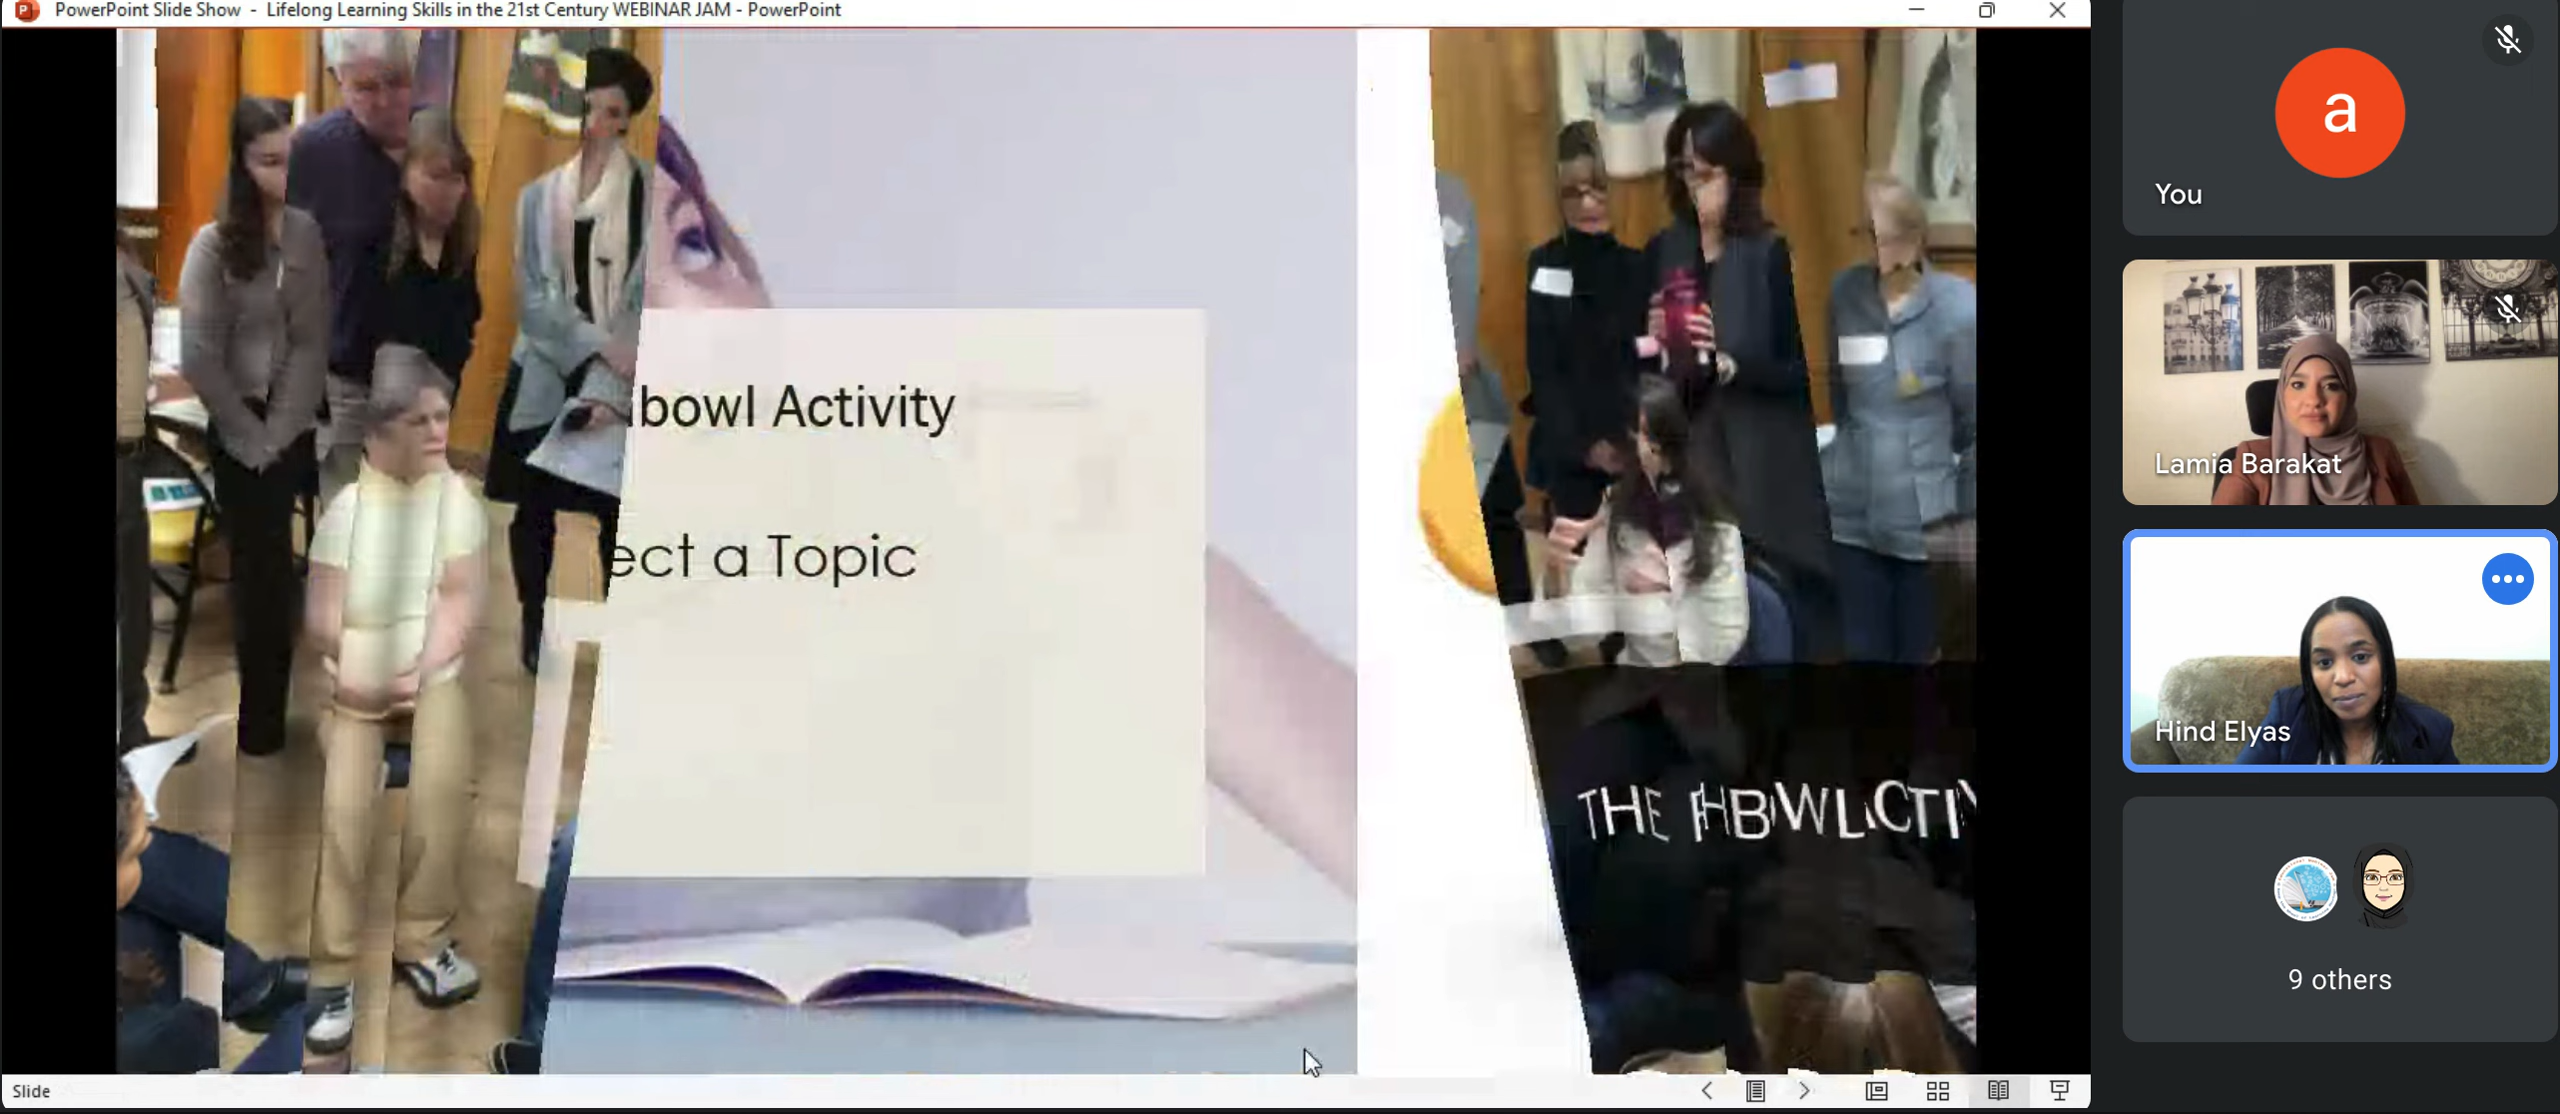 PowerPoint Slide Show - Lifelong Learning Skills in the 21st Century WEBINAR JAM - PowerPoint
bowl Activity
ect a Topic
THE
Slide
a
You
Lamia Barakat
Hind Elyas
9 others